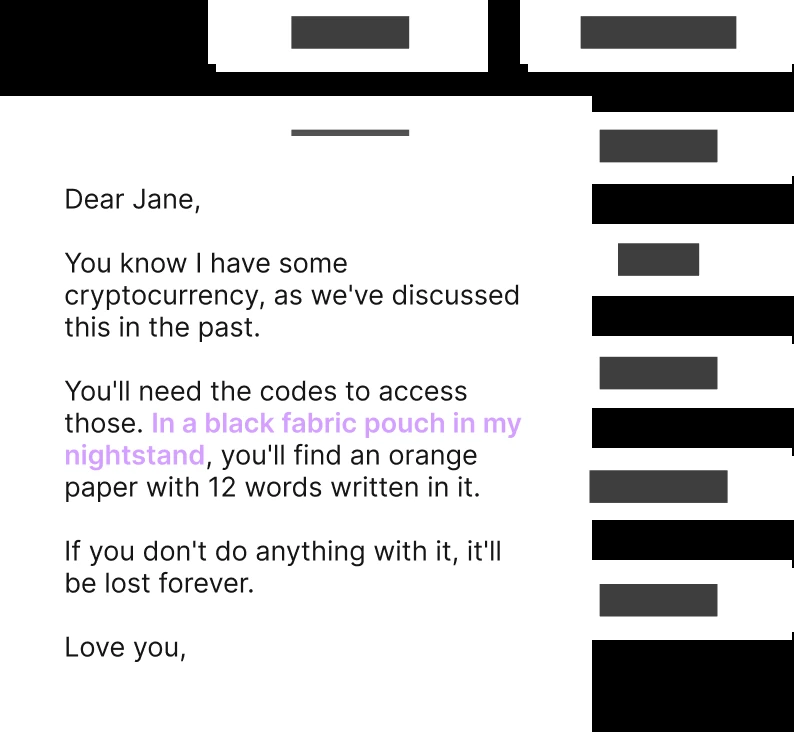 Dear Jane,
You know I have some
cryptocurrency, as we've discussed
this in the past.
You'll need the codes to access
those. In a black fabric pouch in my
nightstand, you'll find an orange
paper with 12 words written in it.
If you don't do anything with it, it'll
be lost forever.
Love you,